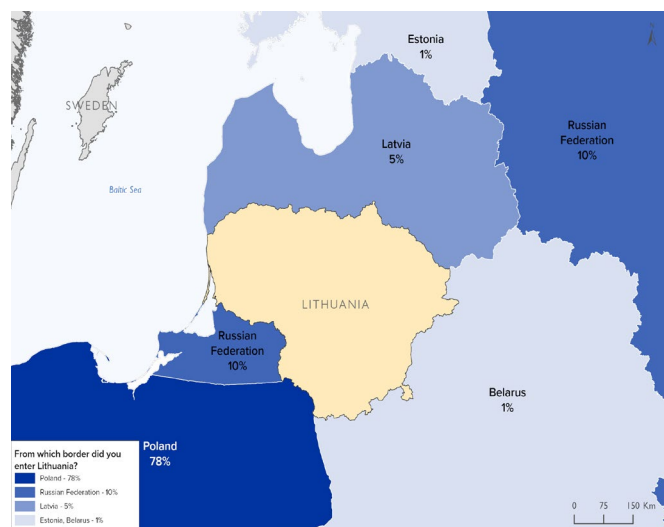 Estonia
1%
SWEDEN
Russian
Federation
10%
Latvia
5%
Baltic Sea
LITHUANIA
Russian
Federation
10%
Belarus
1%
Poland
78%
From which border did you
enter Lithuania?
Poland - 78%
Russian Federation - 10%
Latvia - 5%
Estonia, Belarus - 1%
0 75 150 Km